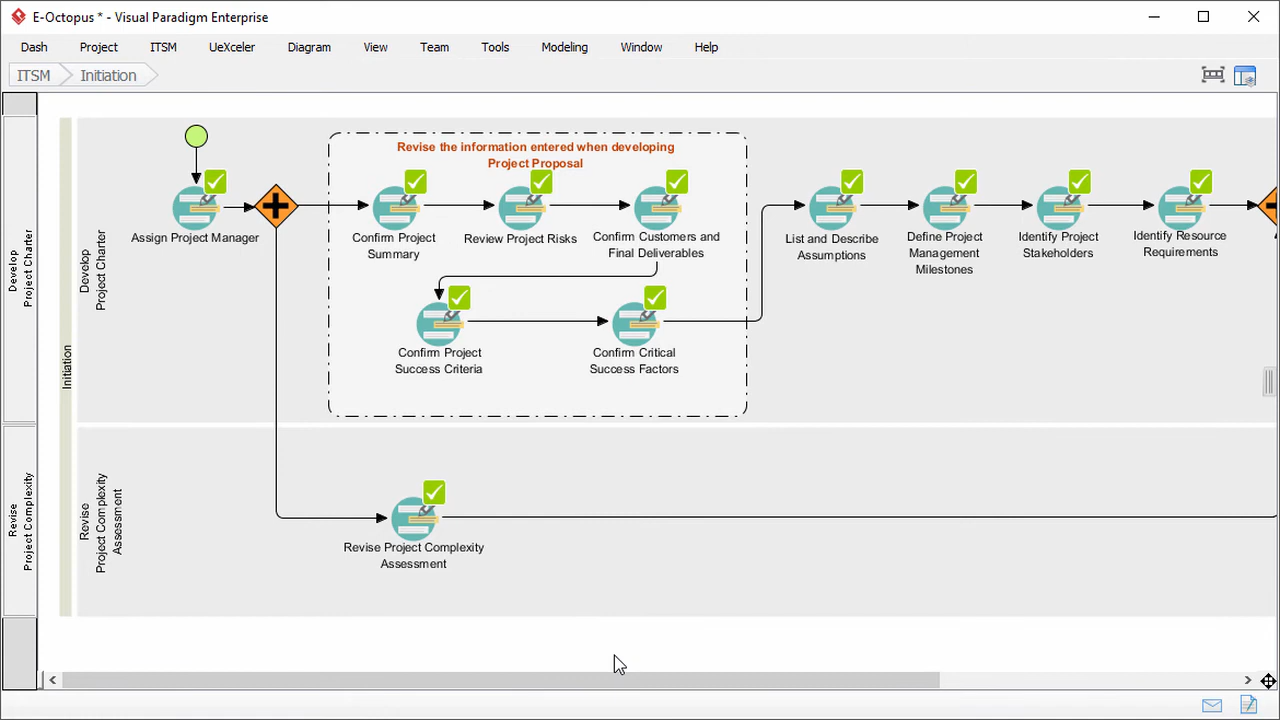 E-Octopus * - Visual Paradigm Enterprise
Dash Project ITSM UeXceler Diagram View Team Tools Modeling Window Help
ITSM Initiation
Develop
Project Charter
Revise
Project Complexity
Initiation
Develop
Project Charter
Revise
Project Complexity
Assessment
Revise the information entered when developing
Project Proposal
Assign Project Manager
Confirm Project
Summary
Review Project Risks
Confirm Customers and
Final Deliverables
List and Describe
Assumptions
Define Project
Management
Milestones
Identify Project
Stakeholders
Identify Resource
Requirements
Confirm Project
Success Criteria
Confirm Critical
Success Factors
Revise Project Complexity
Assessment